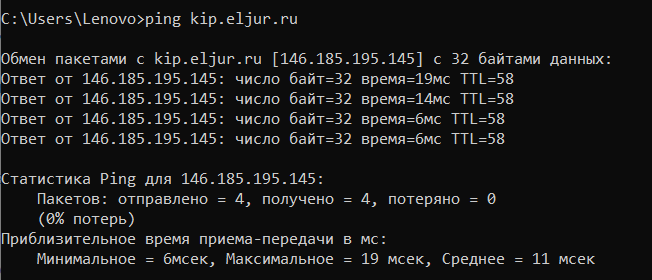 C:\Users\Lenovo>ping kip.eljur.ru
Обмен пакетами с kip.eljur.ru [146.185.195.145] с 32 байтами данных:
Ответ от 146.185.195.145: число байт=32 время=19мс TTL=58
Ответ от 146.185.195.145: число байт=32 время=14мс TTL=58
Ответ от 146.185.195.145: число байт=32 время=6мс TTL=58
Ответ от 146.185.195.145: число байт=32 время=6мс TTL=58
Статистика Ping для 146.185.195.145:
Пакетов: отправлено = 4, получено = 4, потеряно = 0
(0% потерь)
Приблизительное время приема-передачи в мс:
Минимальное = 6мсек, Максимальное = 19 мсек, Среднее = 11 мсек